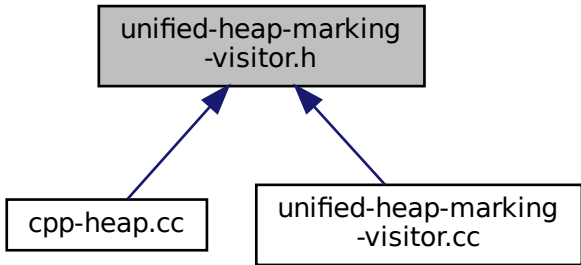 unified-heap-marking
-visitor.h
cpp-heap.cc
unified-heap-marking
-visitor.cc